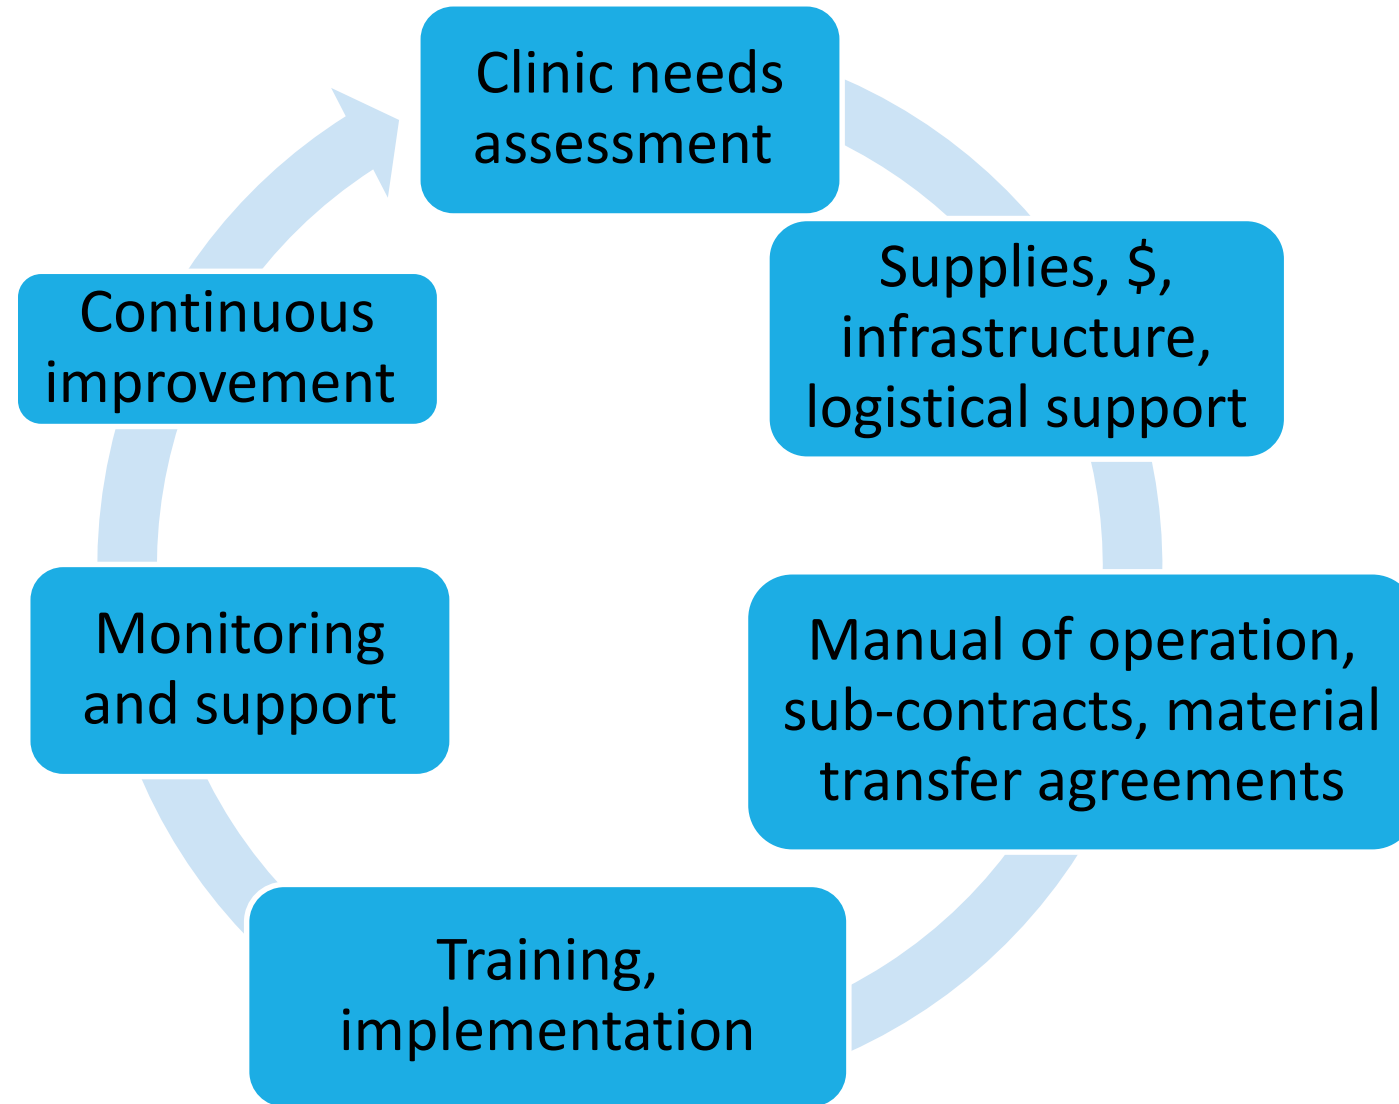 Clinic needs
assessment
Supplies, $,
infrastructure,
logistical support
Manual of operation,
sub-contracts, material
transfer agreements
Training,
implementation
Monitoring
and support
Continuous
improvement